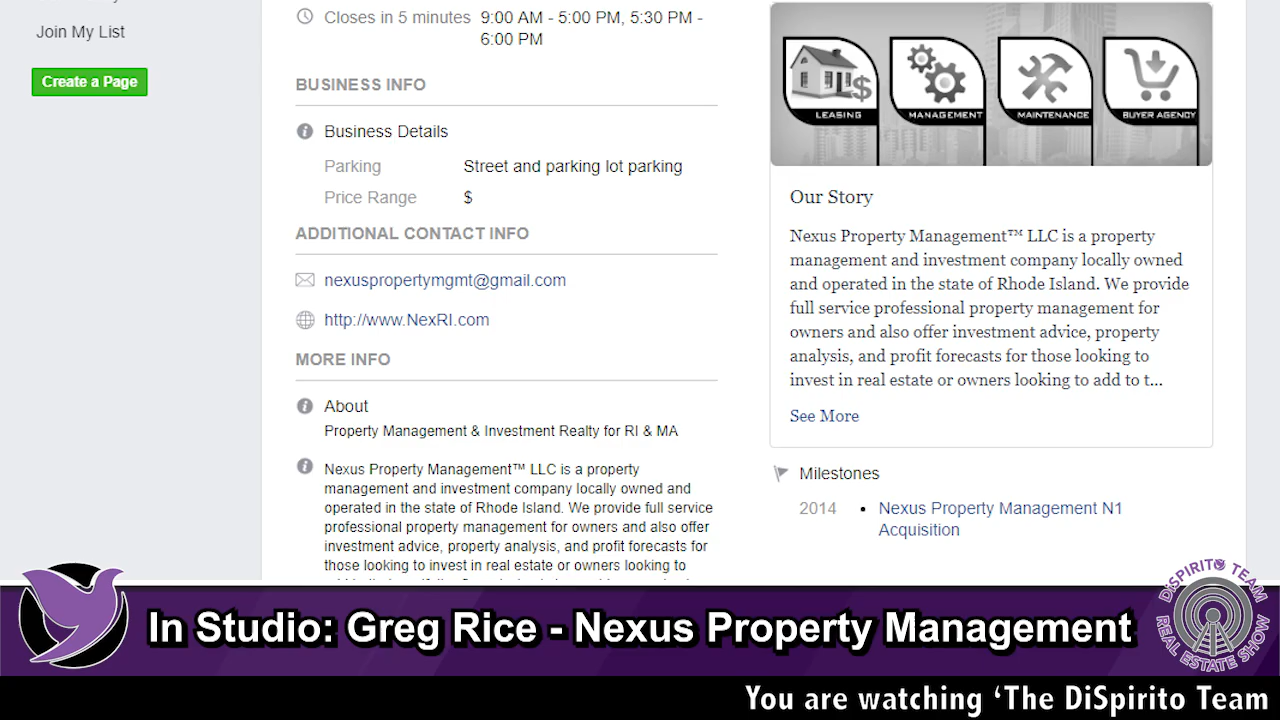 Join My List
Create a Page
Closes in 5 minutes 9:00 AM - 5:00 PM, 5:30 PM -
6:00 PM
BUSINESS INFO
Business Details
Parking Street and parking lot parking
Price Range $
ADDITIONAL CONTACT INFO
nexuspropertymgmt@gmail.com
http://www.NexRI.com
MORE INFO
About
Property Management & Investment Realty for RI & MA
Nexus Property Management™ LLC is a property
management and investment company locally owned and
operated in the state of Rhode Island. We provide full service
professional property management for owners and also offer
investment advice, property analysis, and profit forecasts for
those looking to invest in real estate or owners looking to
LEASING
MANAGEMENT
MAINTENANCE
BUYER AGENCY
Our Story
Nexus Property Management™ LLC is a property
management and investment company locally owned
and operated in the state of Rhode Island. We provide
full service professional property management for
owners and also offer investment advice, property
analysis, and profit forecasts for those looking to
invest in real estate or owners looking to add to t...
See More
Milestones
2014 • Nexus Property Management N1
Acquisition
In Studio: Greg Rice - Nexus Property Management
DiSPIRITO TEAM
REAL ESTATE SHOW
You are watching ‘The DiSpirito Team